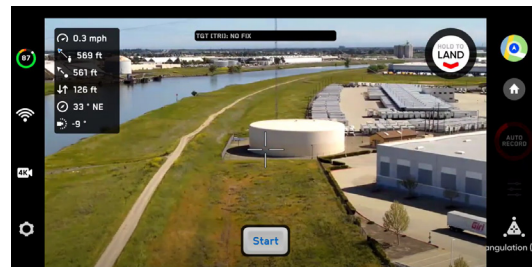 87
0.3 mph
569 ft
561 ft
126 ft
33 ° NE
-9 °
TGT (TRI): NO FIX
HOLD TO
LAND
4K
AUTO
RECORD
Start
Girl
angulation (